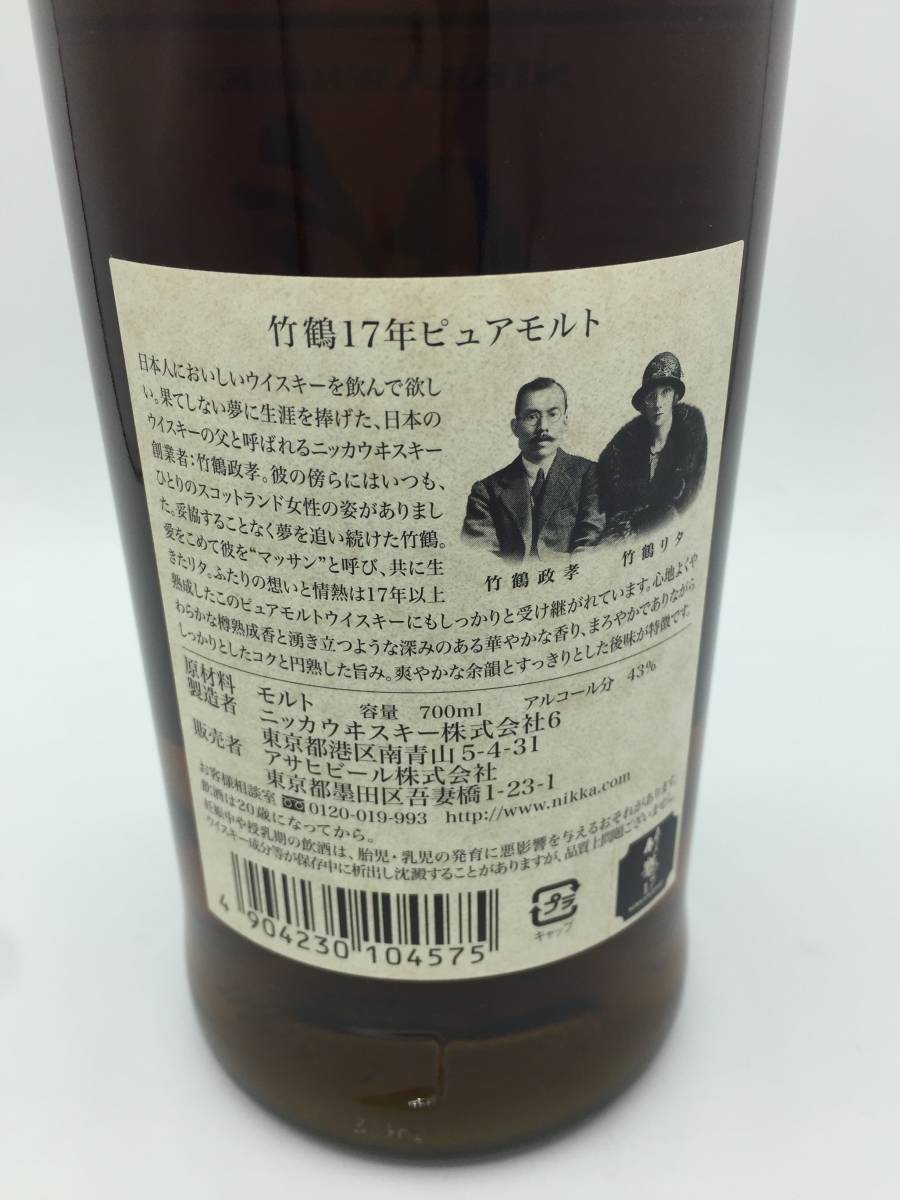 竹鶴17年ピュアモルト
日本人においしいウイスキーを飲んで欲し
い。果てしない夢に生涯を捧げた、日本の
ウイスキーの父と呼ばれるニッカウヰスキー
創業者:竹鶴政孝。彼の傍らにはいつも、
ひとりのスコットランド女性の姿がありまし
た。妥協することなく夢を追い続けた竹鶴。
愛をこめて彼を“マッサン”と呼び、共に生
きたリタ。ふたりの想いと情熱は17年以上
熟成したこのピュアモルトウイスキーにもしっかりと受け継がれています。心地よくや
わらかな樽熟成香と湧き立つような深みのある華やかな香り、まろやかでありながら
しっかりとしたコクと円熟した旨み。爽やかな余韻とすっきりとした後味が特徴です。
竹鶴政孝 竹鶴リタ
原材料 モルト 容量 700ml アルコール分 43%
製造者 ニッカウヰスキー株式会社6
東京都港区南青山5-4-31
販売者 アサヒビール株式会社
東京都墨田区吾妻橋1-23-1
お客様相談室 0120-019-993 http://www.nikka.com
飲酒は20歳になってから。
妊娠中や授乳期の飲酒は、胎児・乳児の発育に悪影響を与えるおそれがあります。
ウイスキー成分等が保存中に析出し沈澱することがありますが、品質上問題ございません。
プラ
キャップ
4 904230 104575